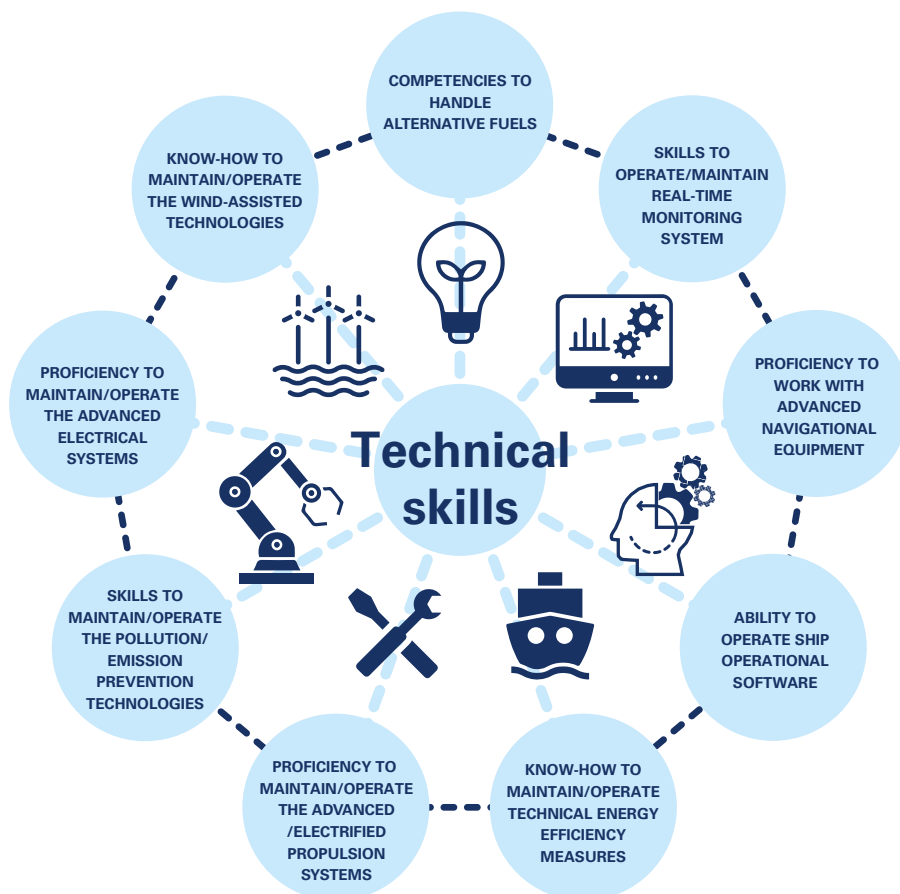 COMPETENCIES TO
HANDLE
ALTERNATIVE FUELS
SKILLS TO
OPERATE/MAINTAIN
REAL-TIME
MONITORING
SYSTEM
PROFICIENCY TO
WORK WITH
ADVANCED
NAVIGATIONAL
EQUIPMENT
ABILITY TO
OPERATE SHIP
OPERATIONAL
SOFTWARE
KNOW-HOW TO
MAINTAIN/OPERATE
TECHNICAL ENERGY
EFFICIENCY
MEASURES
PROFICIENCY TO
MAINTAIN/OPERATE
THE ADVANCED
/ELECTRIFIED
PROPULSION
SYSTEMS
SKILLS TO
MAINTAIN/OPERATE
THE POLLUTION/
EMISSION
PREVENTION
TECHNOLOGIES
PROFICIENCY TO
MAINTAIN/OPERATE
THE ADVANCED
ELECTRICAL
SYSTEMS
KNOW-HOW TO
MAINTAIN/OPERATE
THE WIND-ASSISTED
TECHNOLOGIES
Technical
skills